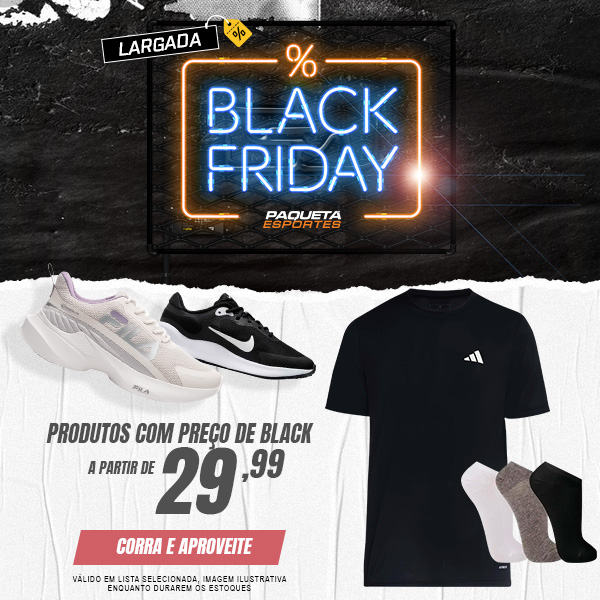 LARGADA
%
%
BLACK
FRIDAY
PAQUETA
ESPORTES
FILA
PRODUTOS COM PREÇO DE BLACK
A PARTIR DE 29,99
CORRA E APROVEITE
VÁLIDO EM LISTA SELECIONADA, IMAGEM ILUSTRATIVA
ENQUANTO DURAREM OS ESTOQUES